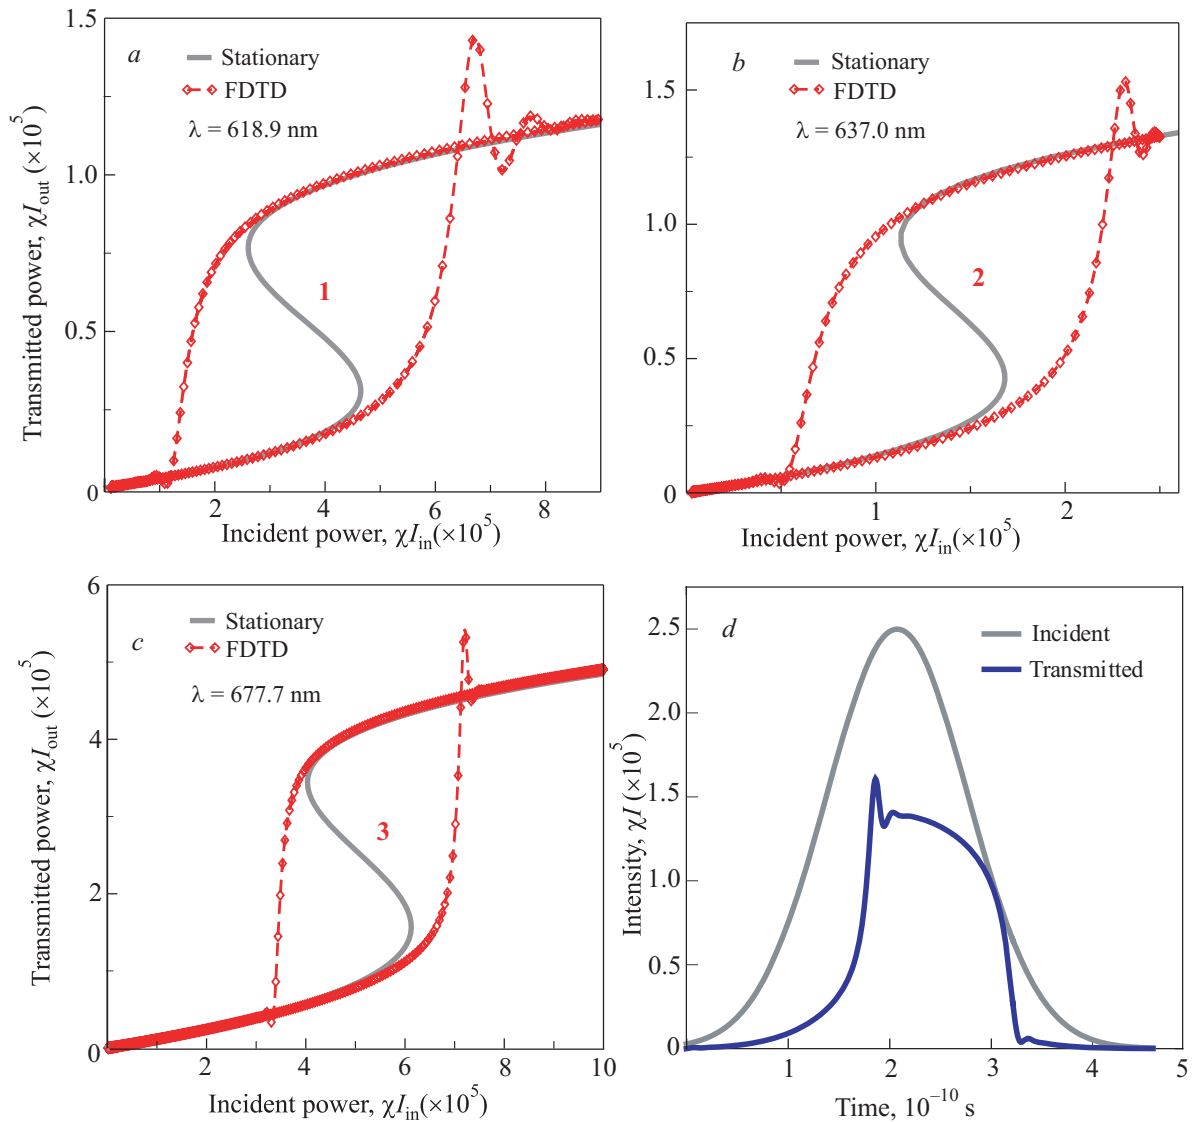 a
Stationary
FDTD
λ = 618.9 nm
1
1.5
1.0
0.5
0
2
4
6
8
Transmitted power, χI_out (×10^5)
Incident power, χI_in(×10^5)
b
Stationary
FDTD
λ = 637.0 nm
2
1.5
1.0
0.5
0
1
2
Transmitted power, χI_out (×10^5)
Incident power, χI_in(×10^5)
c
Stationary
FDTD
λ = 677.7 nm
3
6
4
2
0
2
4
6
8
10
Transmitted power, χI_out (×10^5)
Incident power, χI_in(×10^5)
d
Incident
Transmitted
2.5
2.0
1.5
1.0
0.5
0
1
2
3
4
5
Intensity, χI (×10^5)
Time, 10^−10 s